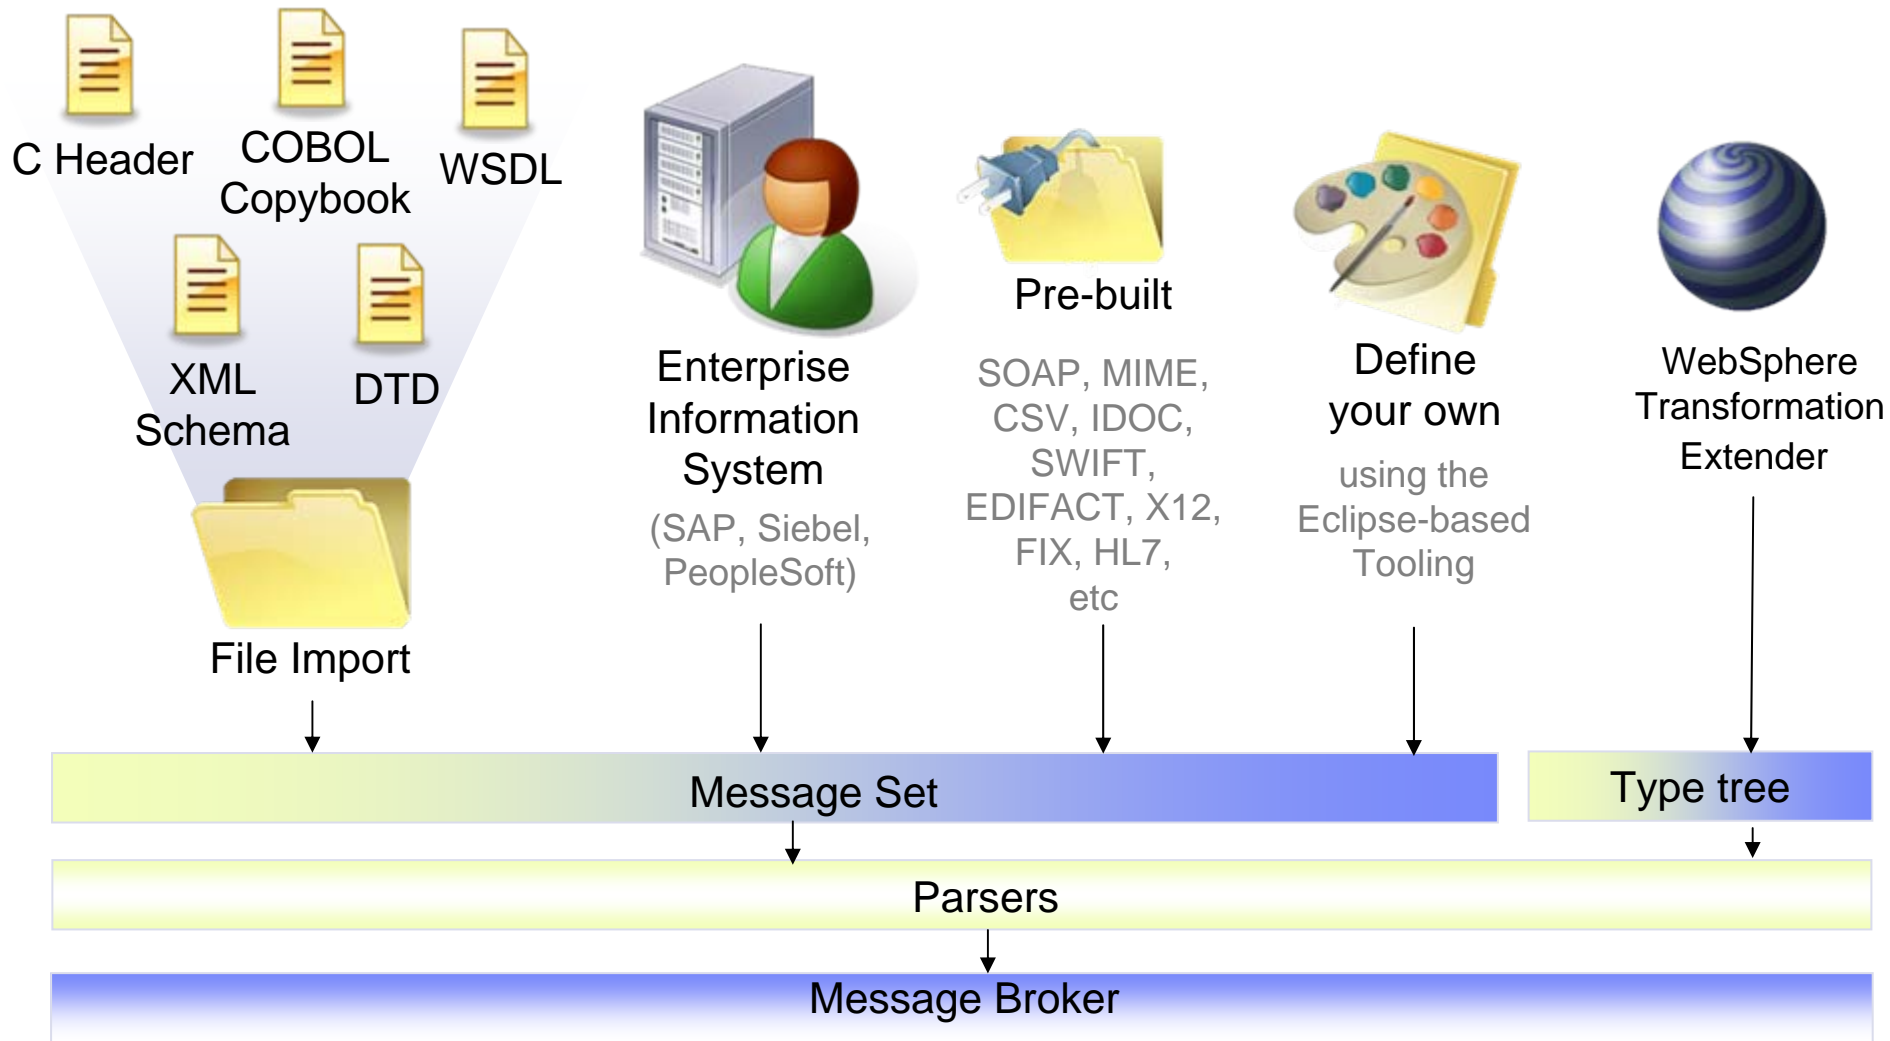 C Header
COBOL
Copybook
WSDL
XML
Schema
DTD
File Import
Enterprise
Information
System
(SAP, Siebel,
PeopleSoft)
Pre-built
SOAP, MIME,
CSV, IDOC,
SWIFT,
EDIFACT, X12,
FIX, HL7,
etc
Define
your own
using the
Eclipse-based
Tooling
WebSphere
Transformation
Extender
Message Set
Type tree
Parsers
Message Broker